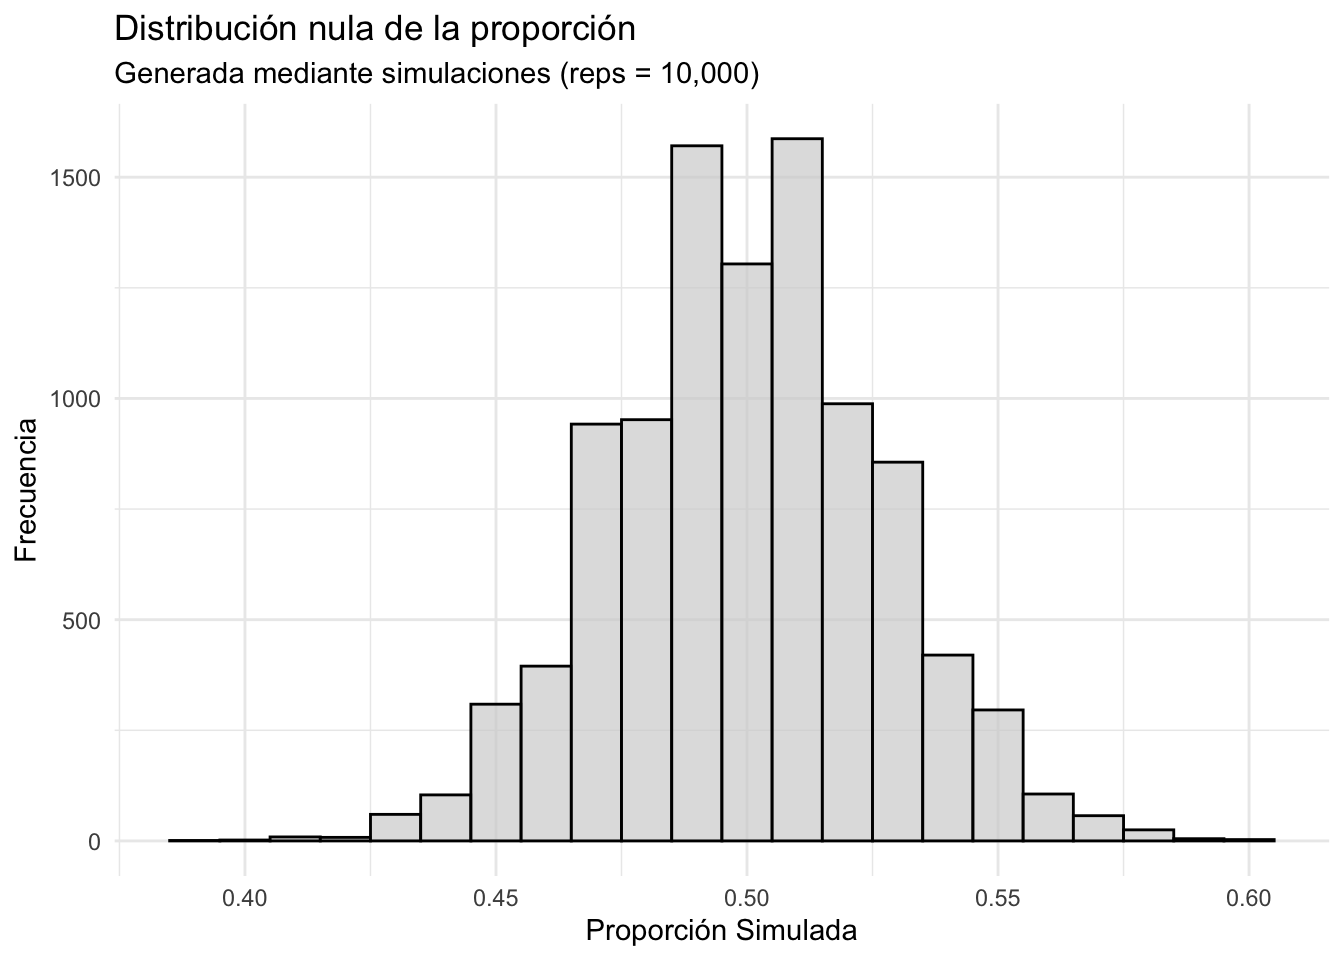 Distribución nula de la proporción
Generada mediante simulaciones (reps = 10,000)
1500
1000
500
0
Frecuencia
0.40
0.45
0.50
0.55
0.60
Proporción Simulada